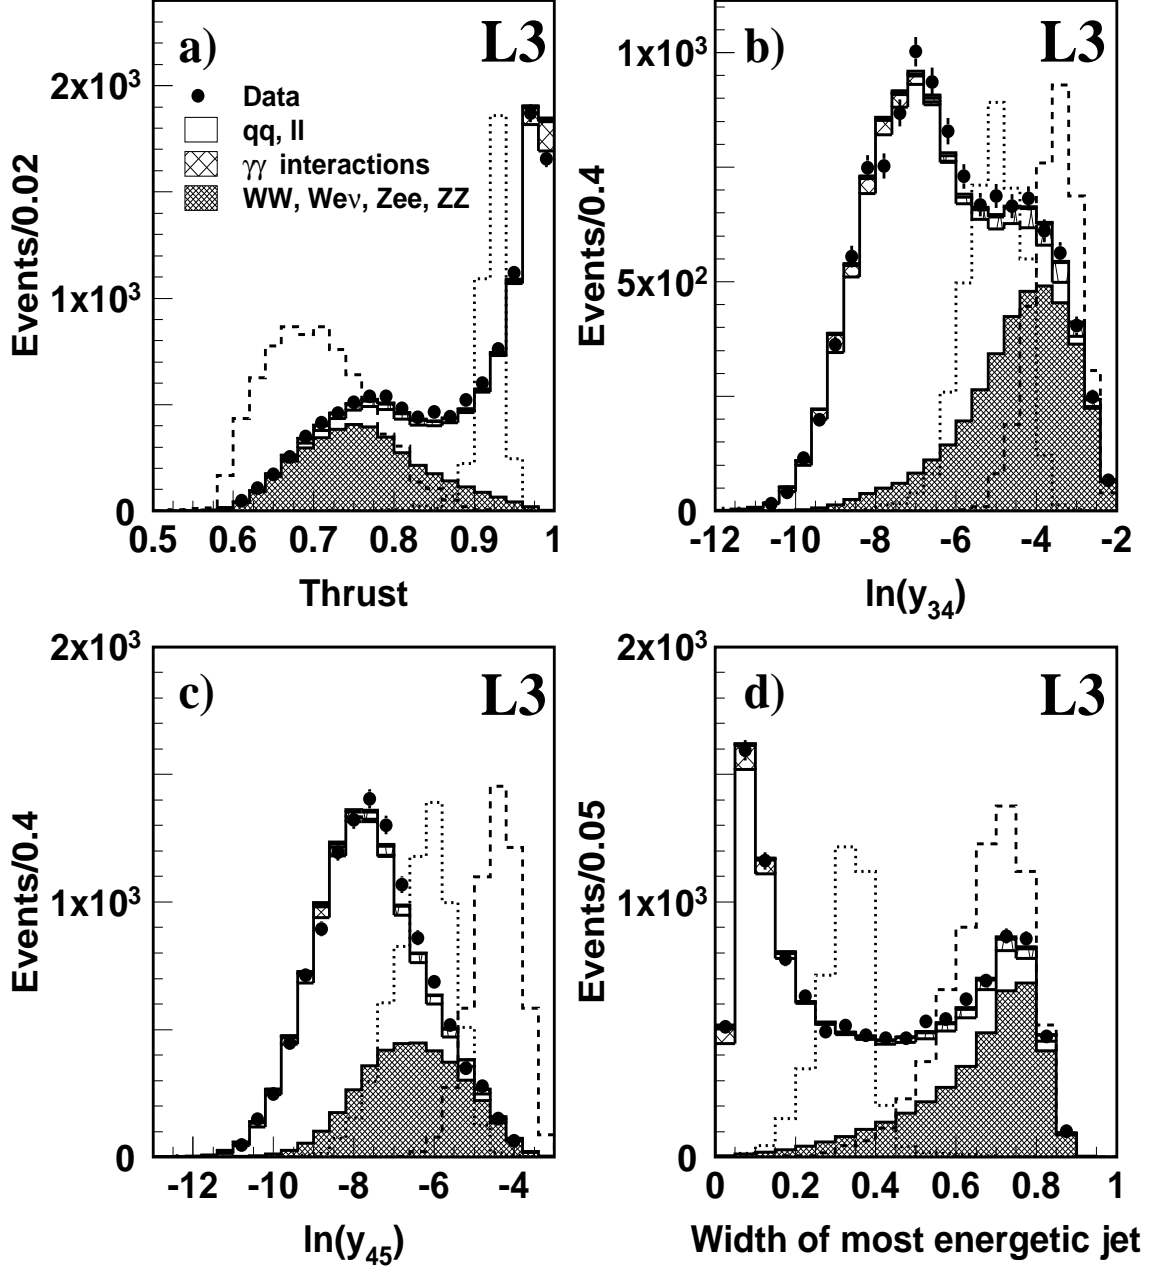 a) L3
2x10³
1x10³
0
Events/0.02
Data
qq, ll
γγ interactions
WW, Weν, Zee, ZZ
0.5 0.6 0.7 0.8 0.9 1
Thrust
b) L3
1x10³
5x10²
0
Events/0.4
-12 -10 -8 -6 -4 -2
ln(y₃₄)
c) L3
2x10³
1x10³
0
Events/0.4
-12 -10 -8 -6 -4
ln(y₄₅)
d) L3
2x10³
1x10³
0
Events/0.05
0 0.2 0.4 0.6 0.8 1
Width of most energetic jet